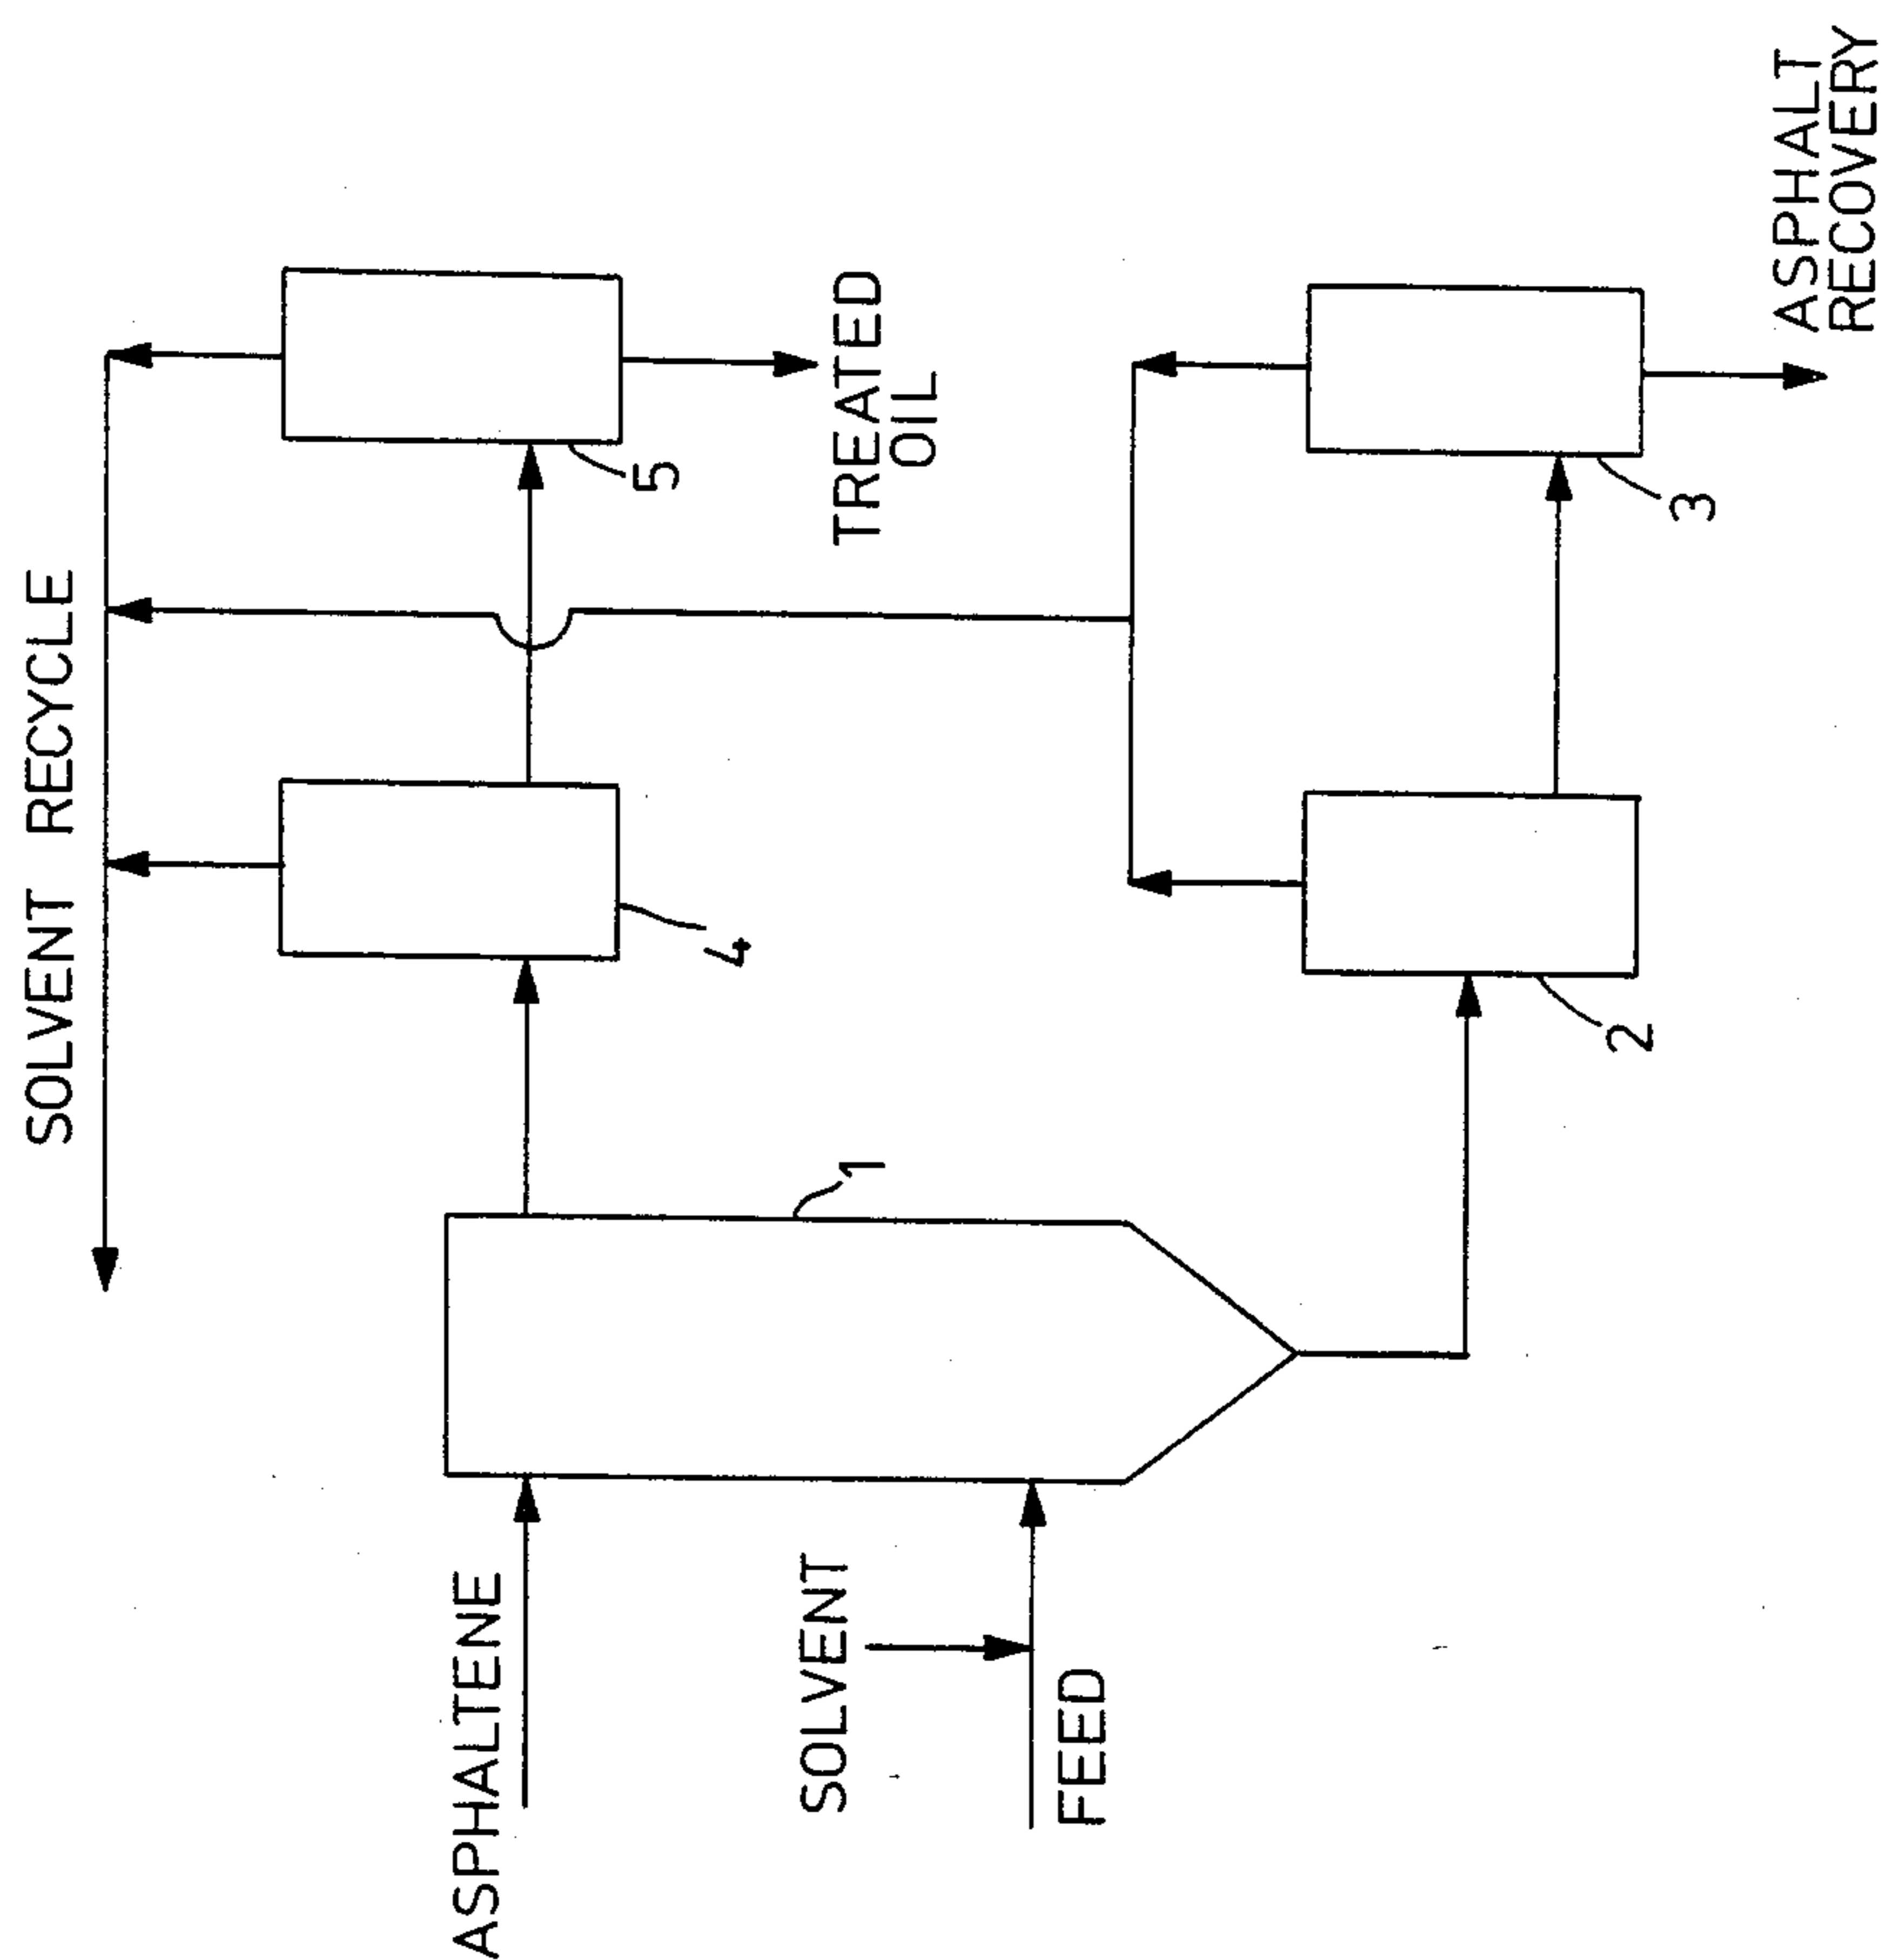 SOLVENT RECYCLE
ASPHALTENE
1
4
5
SOLVENT
TREATED
OIL
FEED
2
3
ASPHALT
RECOVERY